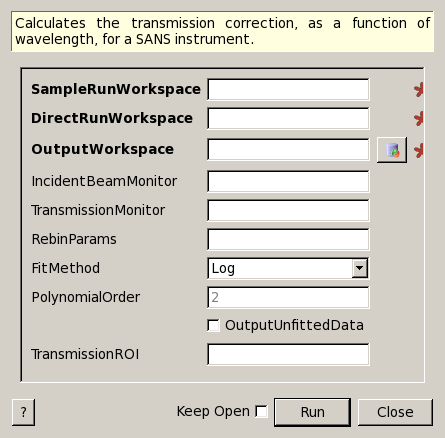 Calculates the transmission correction, as a function of
wavelength, for a SANS instrument.
SampleRunWorkspace
DirectRunWorkspace
OutputWorkspace
IncidentBeamMonitor
TransmissionMonitor
RebinParams
FitMethod Log
PolynomialOrder 2
OutputUnfittedData
TransmissionROI
? Keep Open Run Close